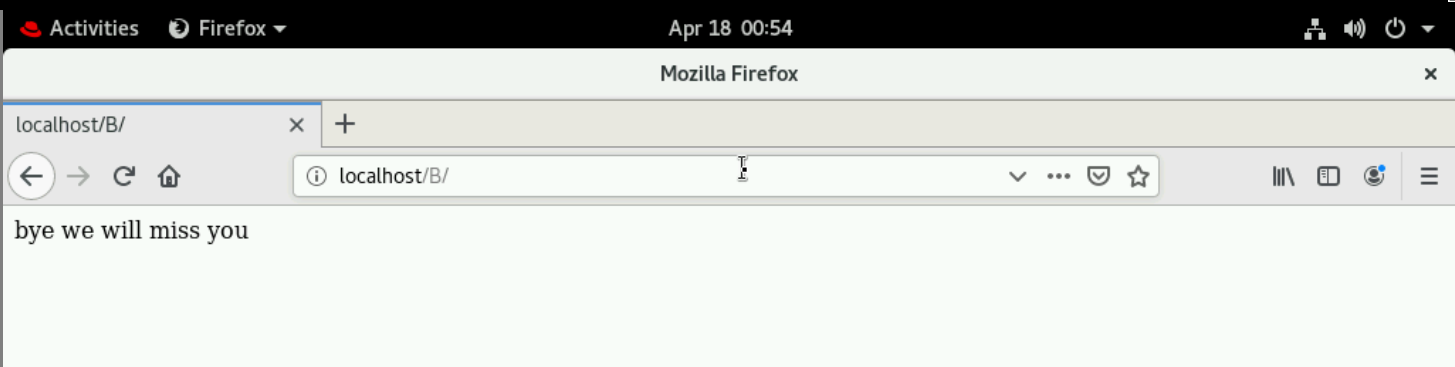 Activities Firefox Apr 18 00:54
Mozilla Firefox
localhost/B/
localhost/B/
bye we will miss you